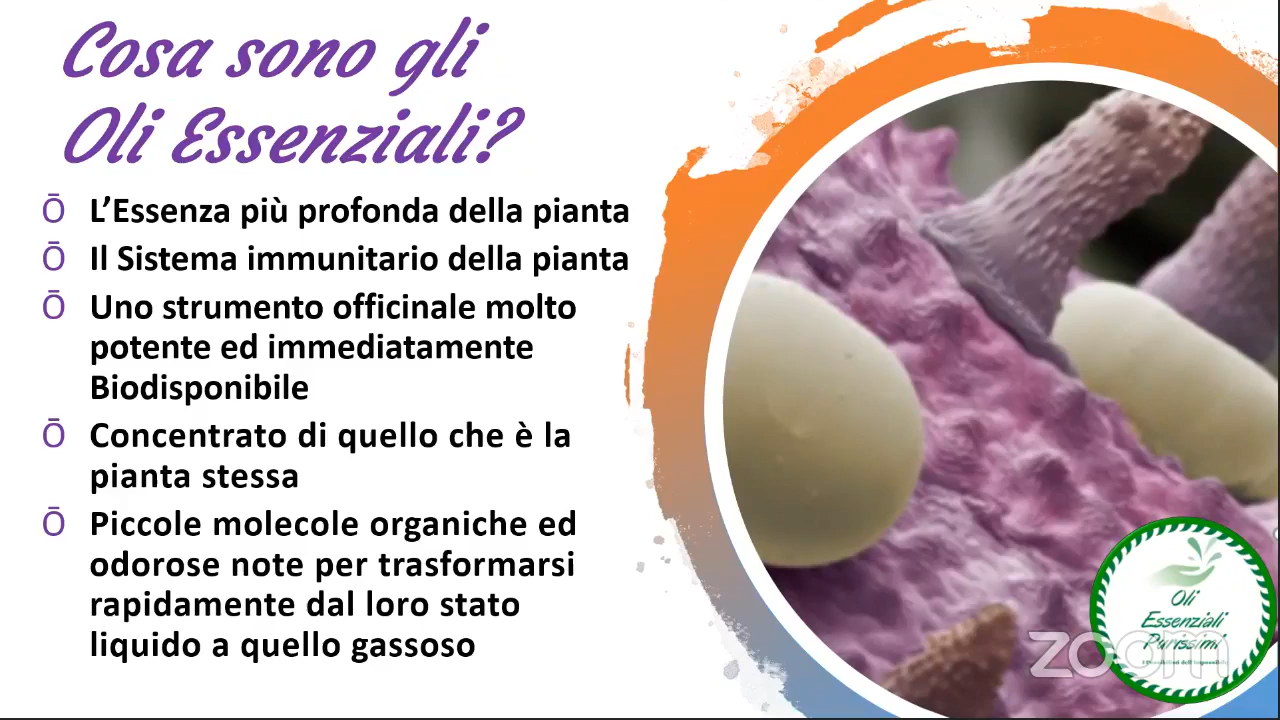 Cosa sono gli
Oli Essenziali?
Ō L’Essenza più profonda della pianta
Ō Il Sistema immunitario della pianta
Ō Uno strumento officinale molto
potente ed immediatamente
Biodisponibile
Ō Concentrato di quello che è la
pianta stessa
Ō Piccole molecole organiche ed
odorose note per trasformarsi
rapidamente dal loro stato
liquido a quello gassoso
Oli
Essenziali
Purissimi
zoom